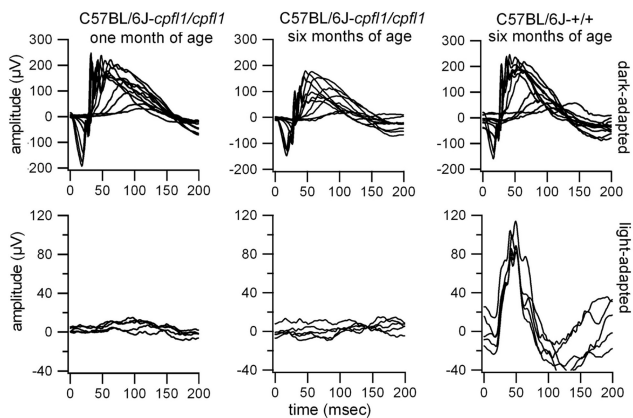 C57BL/6J-cpfl1/cpfl1
one month of age
C57BL/6J-cpfl1/cpfl1
six months of age
C57BL/6J-+/+
six months of age
amplitude (µV)
300
200
100
0
100
200
0 50 100 150 200
300
200
100
0
-100
-200
0 50 100 150 200
300
200
100
0
-100
-200
0 50 100 150 200
dark-adapted
amplitude (µV)
120
80
40
0
-40
0 50 100 150 200
120
80
40
0
-40
0 50 100 150 200
120
80
40
0
-40
0 50 100 150 200
light-adapted
time (msec)